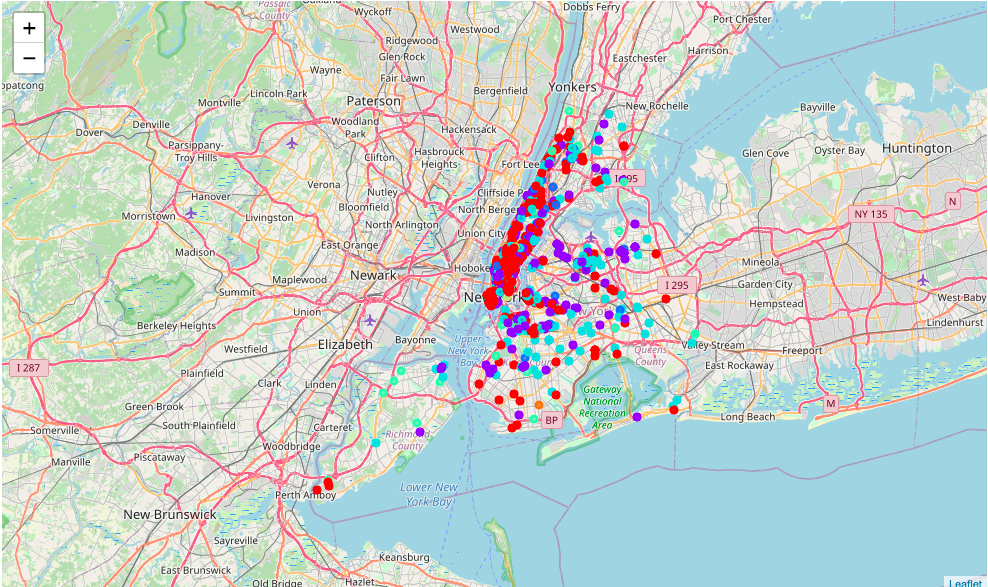 +
−
Passaic
County
Oakland
Wyckoff
Dobbs Ferry
Port Chester
Westwood
Ridgewood
Harrison
Glen Rock
Eastchester
Wayne
Fair Lawn
opatcong
Lincoln Park
Bergenfield
Yonkers
Montville
Paterson
New Rochelle
Bayville
Denville
Woodland
Park
Hackensack
Dover
Parsippany-
Troy Hills
Clifton
Hasbrouck
Heights
Fort Lee
Glen Cove
Oyster Bay
Huntington
Verona
Nutley
Cliffside P
I 295
Hanover
Bloomfield
North Bergen
N
Morristown
Livingston
North Arlington
NY 135
East Orange
Union City
Madison
Newark
Hoboke
Mineola
Maplewood
Summit
I 295
Garden City
West Baby
Union
New York
Hempstead
Berkeley Heights
Lindenhurst
Elizabeth
Bayonne
Upper
New York
Bay
Queens
County
Valley Stream
Freeport
Westfield
I 287
East Rockaway
Plainfield
Clark
Linden
Gateway
National
Recreation
Area
Green Brook
M
South Plainfield
Carteret
BP
Long Beach
Somerville
Richmond
County
Woodbridge
Piscataway
Manville
Perth Amboy
Lower New
York Bay
New Brunswick
Sayreville
Keansburg
East Brunswick
Old Bridge
Hazlet
Leaflet